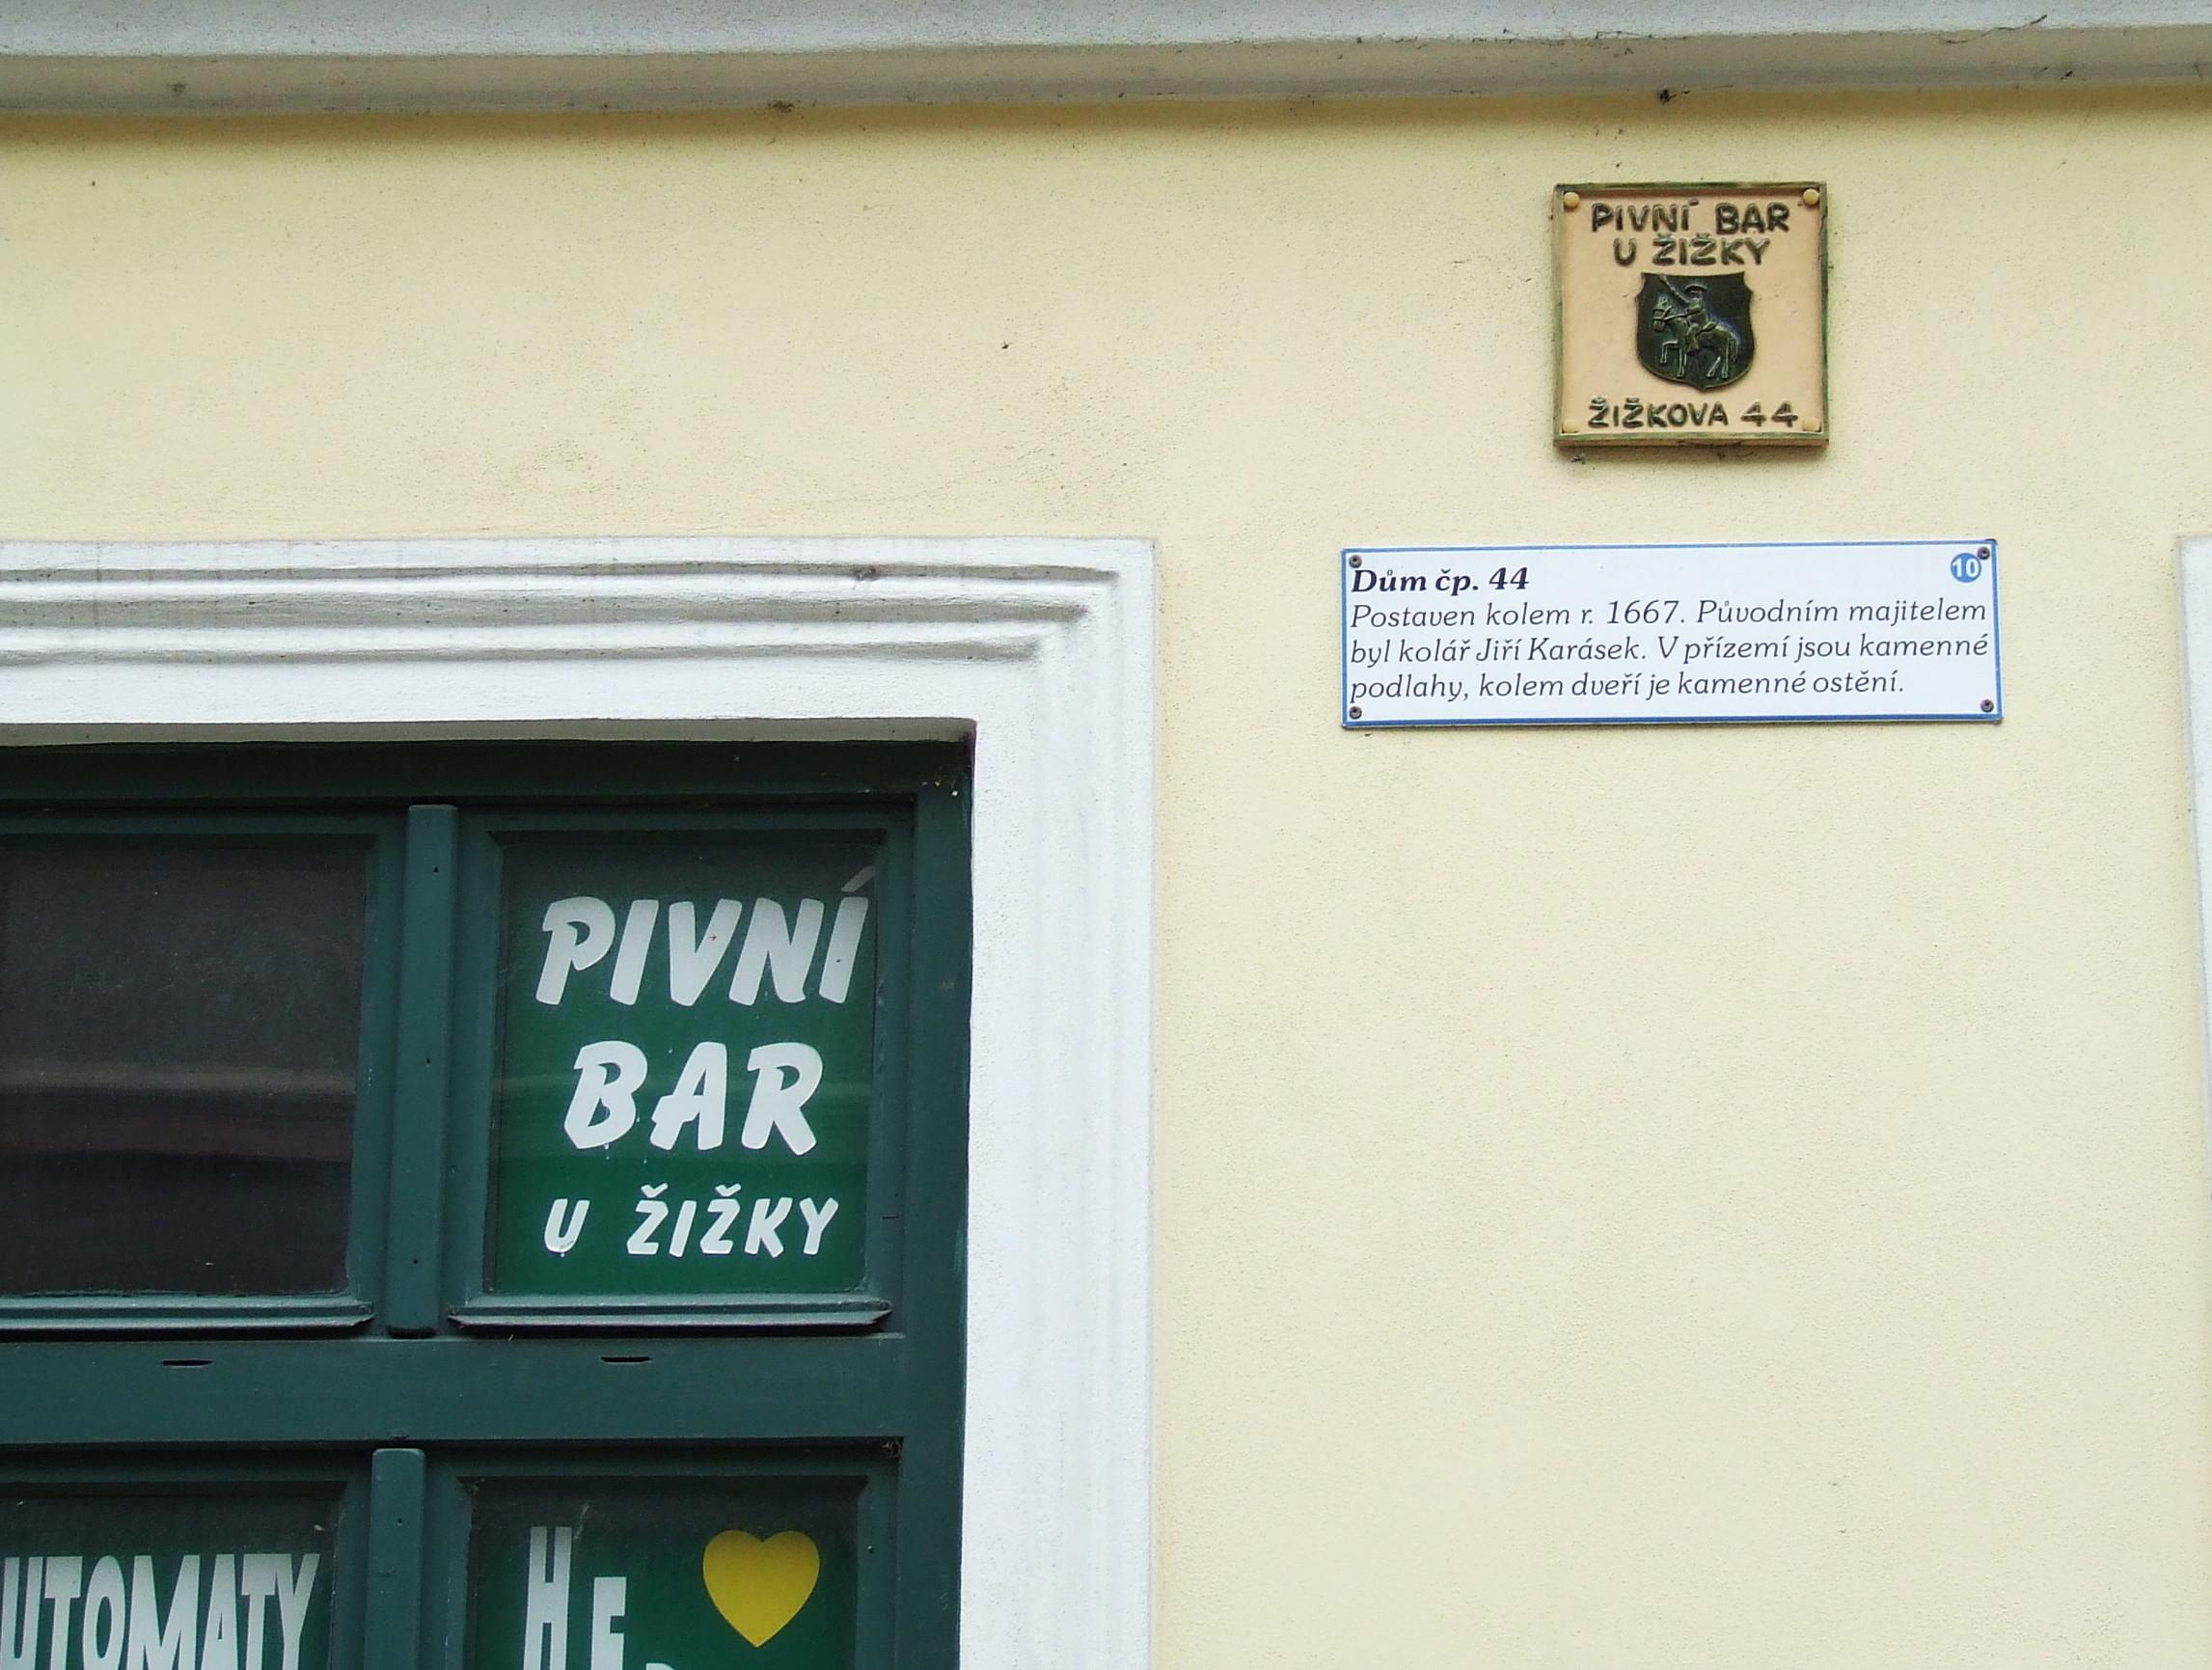 PIVNÍ BAR
U ŽIŽKY
ŽIŽKOVA 44
Dům čp. 44
10
Postaven kolem r. 1667. Původním majitelem
byl kolář Jiří Karásek. V přízemí jsou kamenné
podlahy, kolem dveří je kamenné ostění.
PIVNÍ
BAR
U ŽIŽKY
UTOMATY
HE